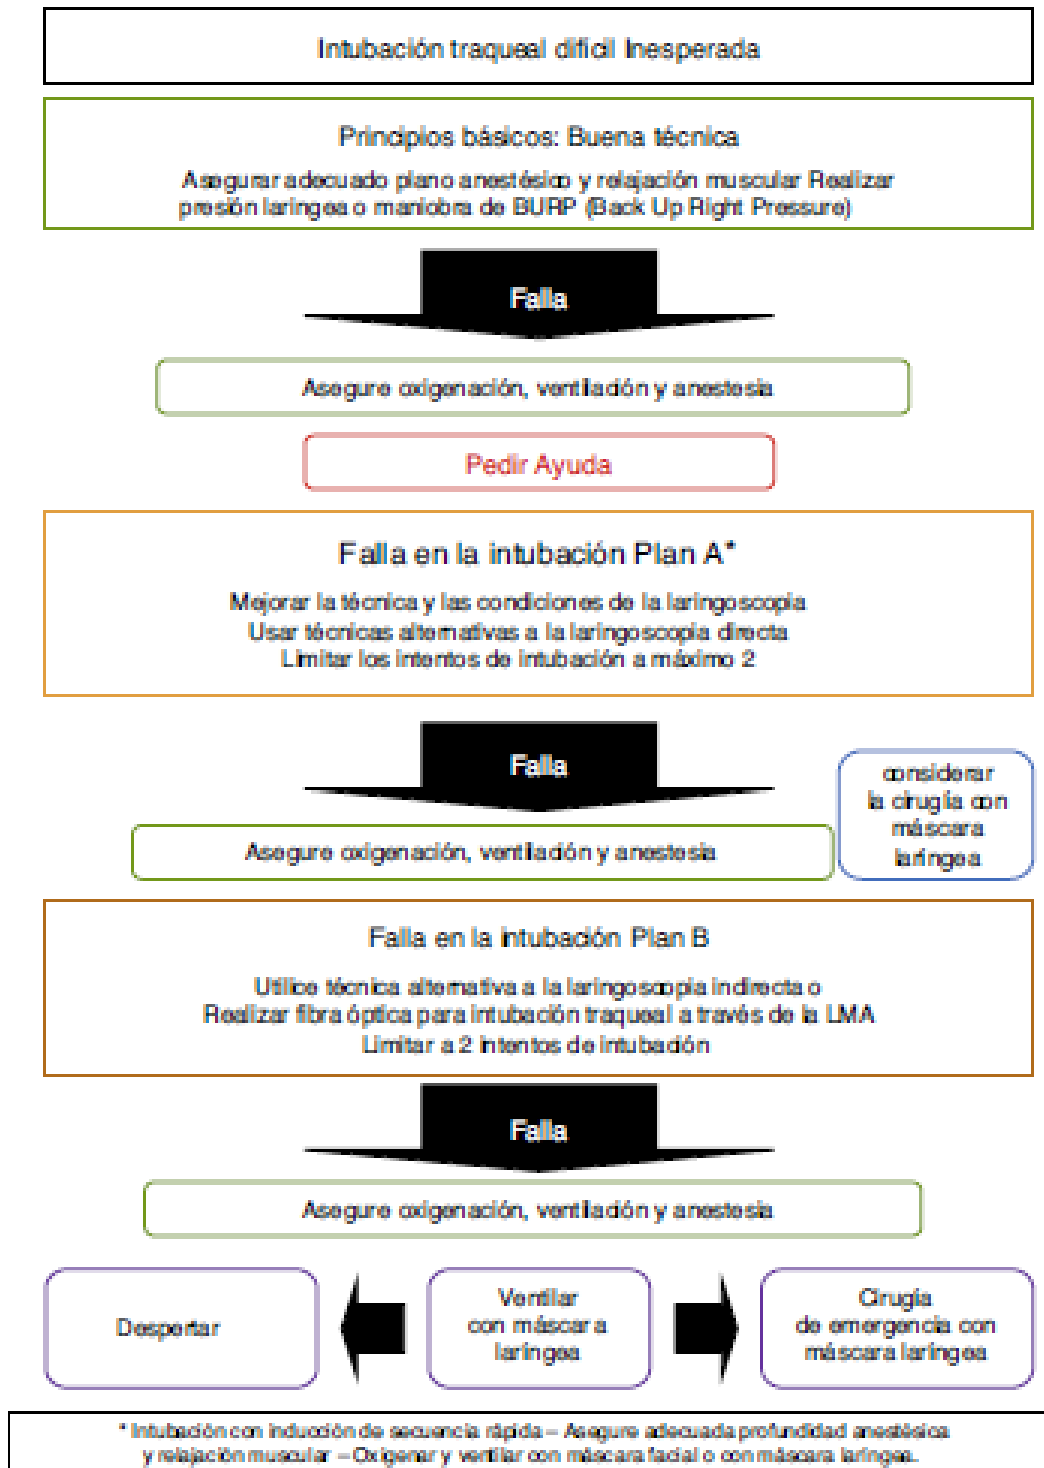 Intubación traqueal difícil Inesperada
Principios básicos: Buena técnica
Asegurar adecuado plano anestésico y relajación muscular Realizar
presión laríngea o maniobra de BURP (Back Up Right Pressure)
Falla
Asegure oxigenación, ventilación y anestesia
Pedir Ayuda
Falla en la intubación Plan A*
Mejorar la técnica y las condiciones de la laringoscopia
Usar técnicas alternativas a la laringoscopia directa
Limitar los intentos de intubación a máximo 2
Falla
considerar
la cirugía con
máscara
laríngea
Asegure oxigenación, ventilación y anestesia
Falla en la intubación Plan B
Utilice técnica alternativa a la laringoscopia indirecta o
Realizar fibra óptica para intubación traqueal a través de la LMA
Limitar a 2 intentos de intubación
Falla
Asegure oxigenación, ventilación y anestesia
Despertar
Ventilar
con máscara
laríngea
Cirugía
de emergencia con
máscara laríngea
* Intubación con inducción de secuencia rápida – Asegure adecuada profundidad anestésica
y relajación muscular – Oxigenar y ventilar con máscara facial o con máscara laríngea.